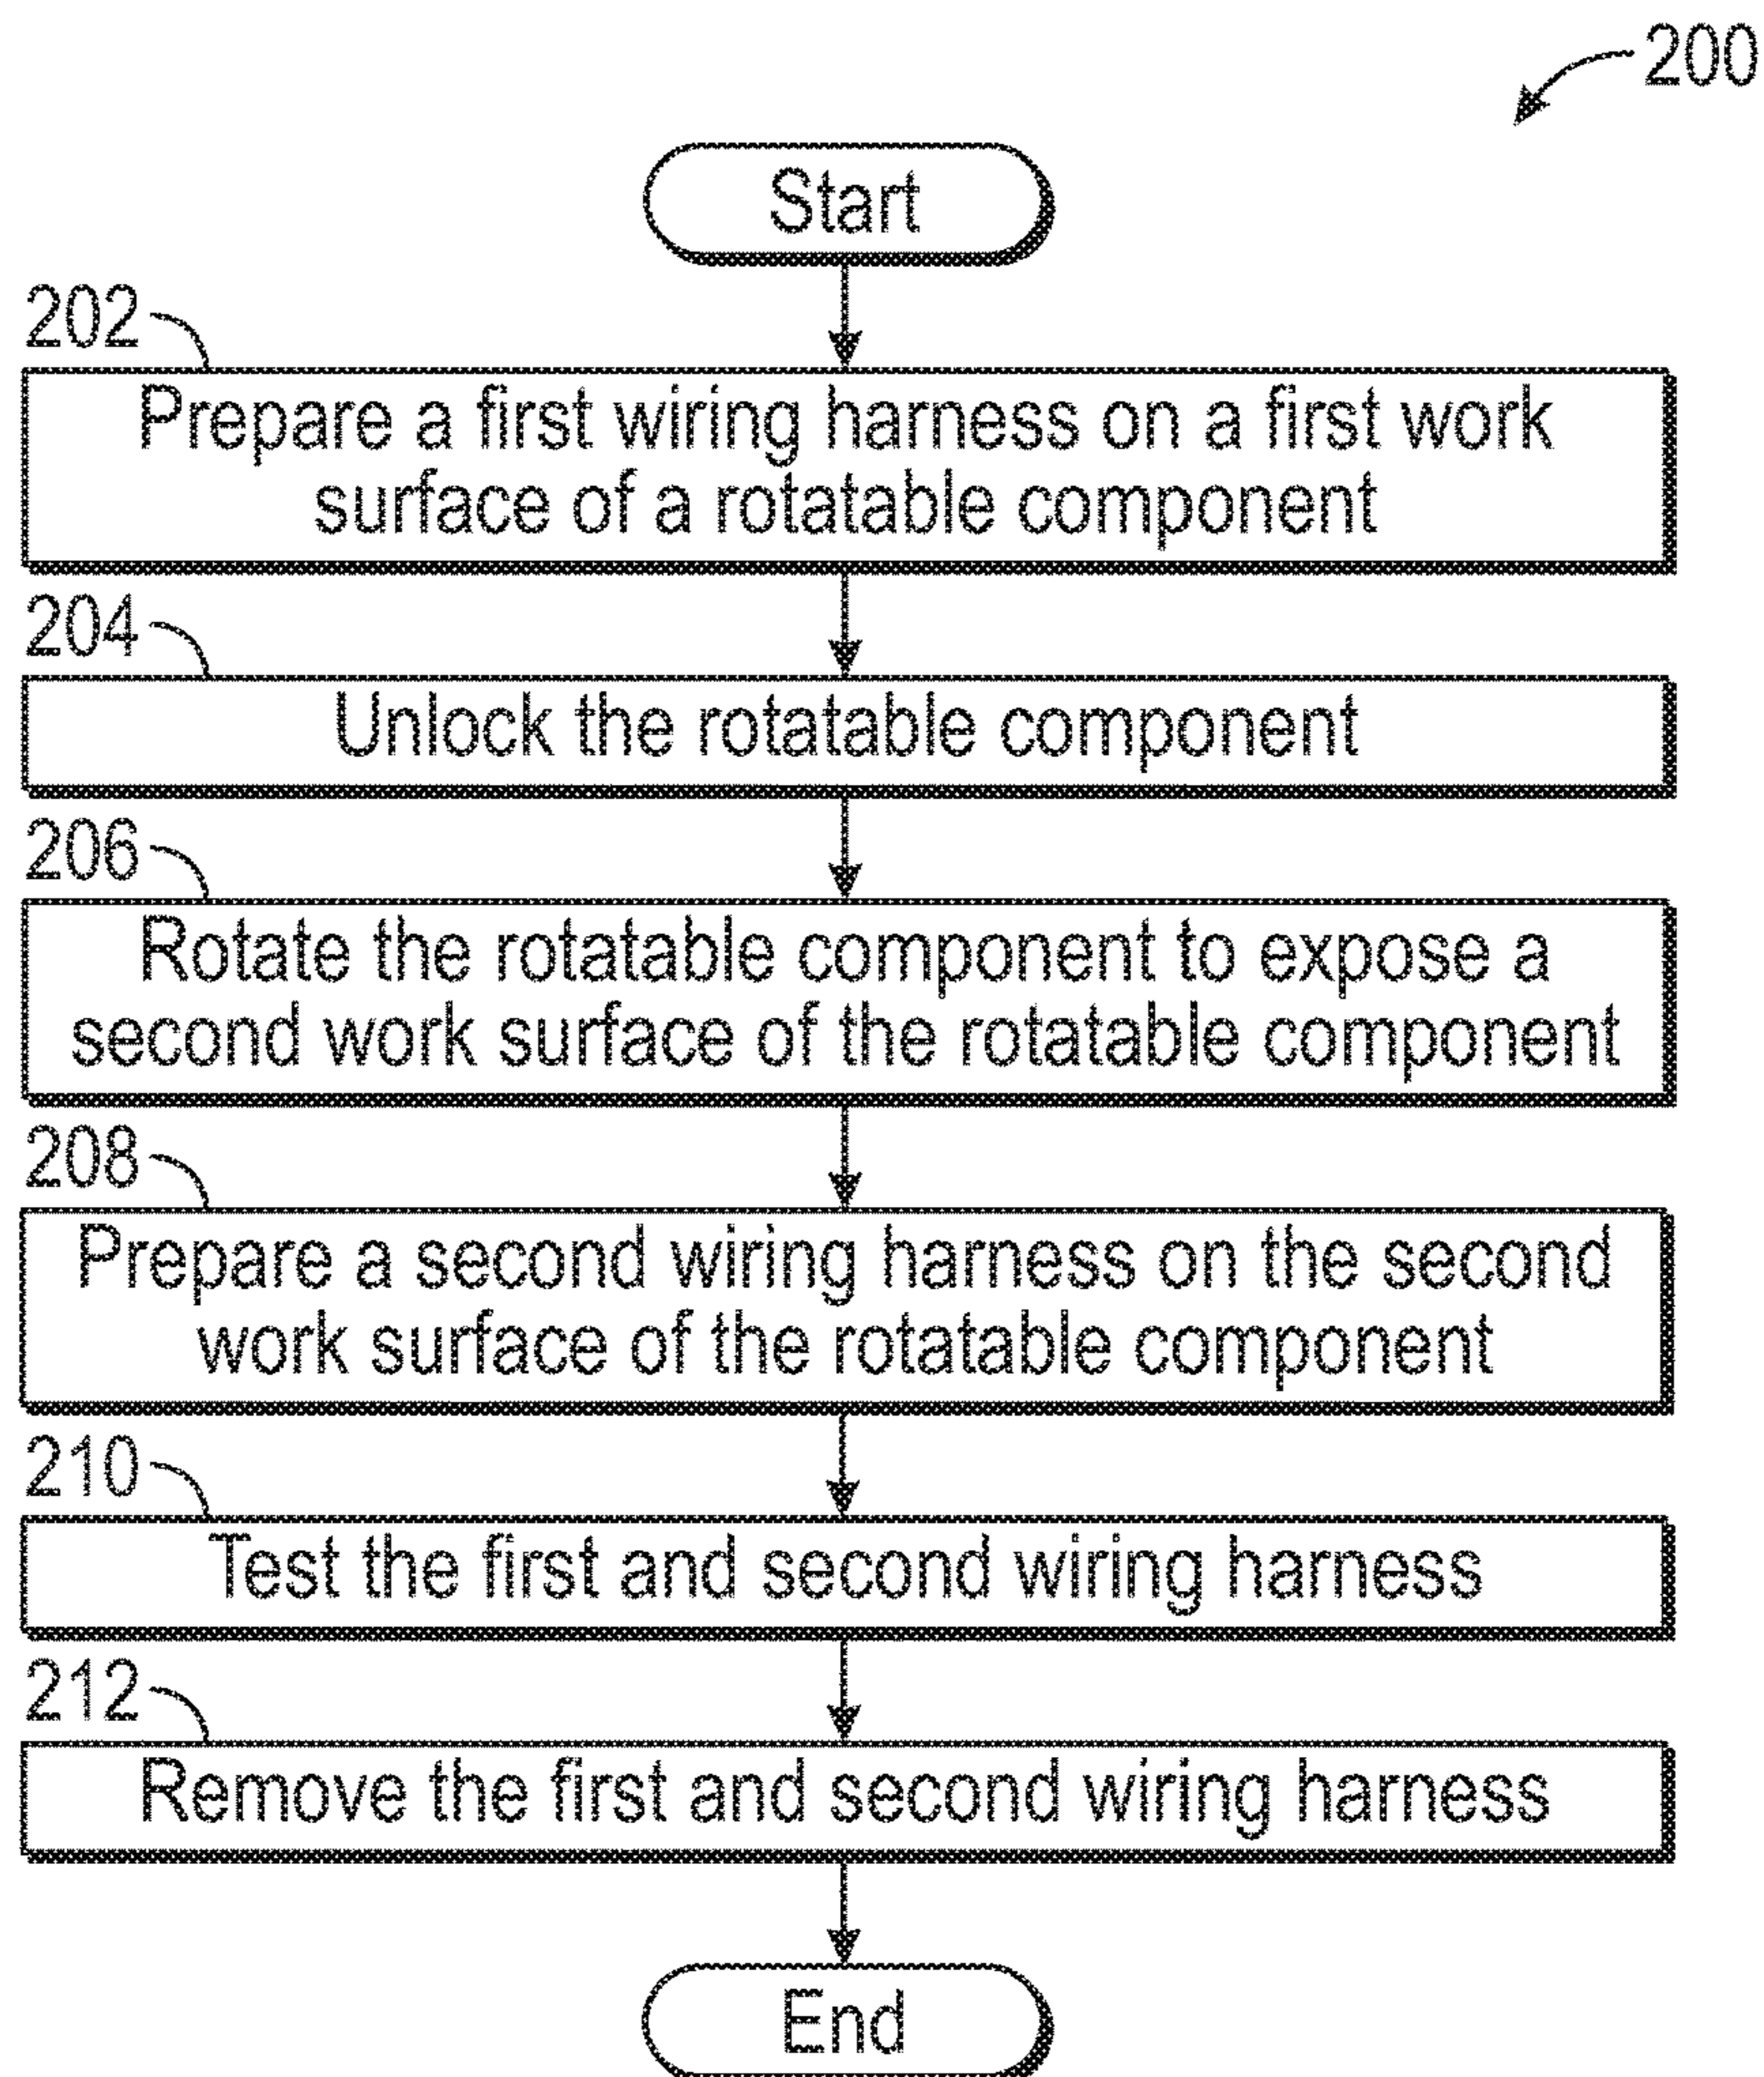 200
Start
202
Prepare a first wiring harness on a first work
surface of a rotatable component
204
Unlock the rotatable component
206
Rotate the rotatable component to expose a
second work surface of the rotatable component
208
Prepare a second wiring harness on the second
work surface of the rotatable component
210
Test the first and second wiring harness
212
Remove the first and second wiring harness
End